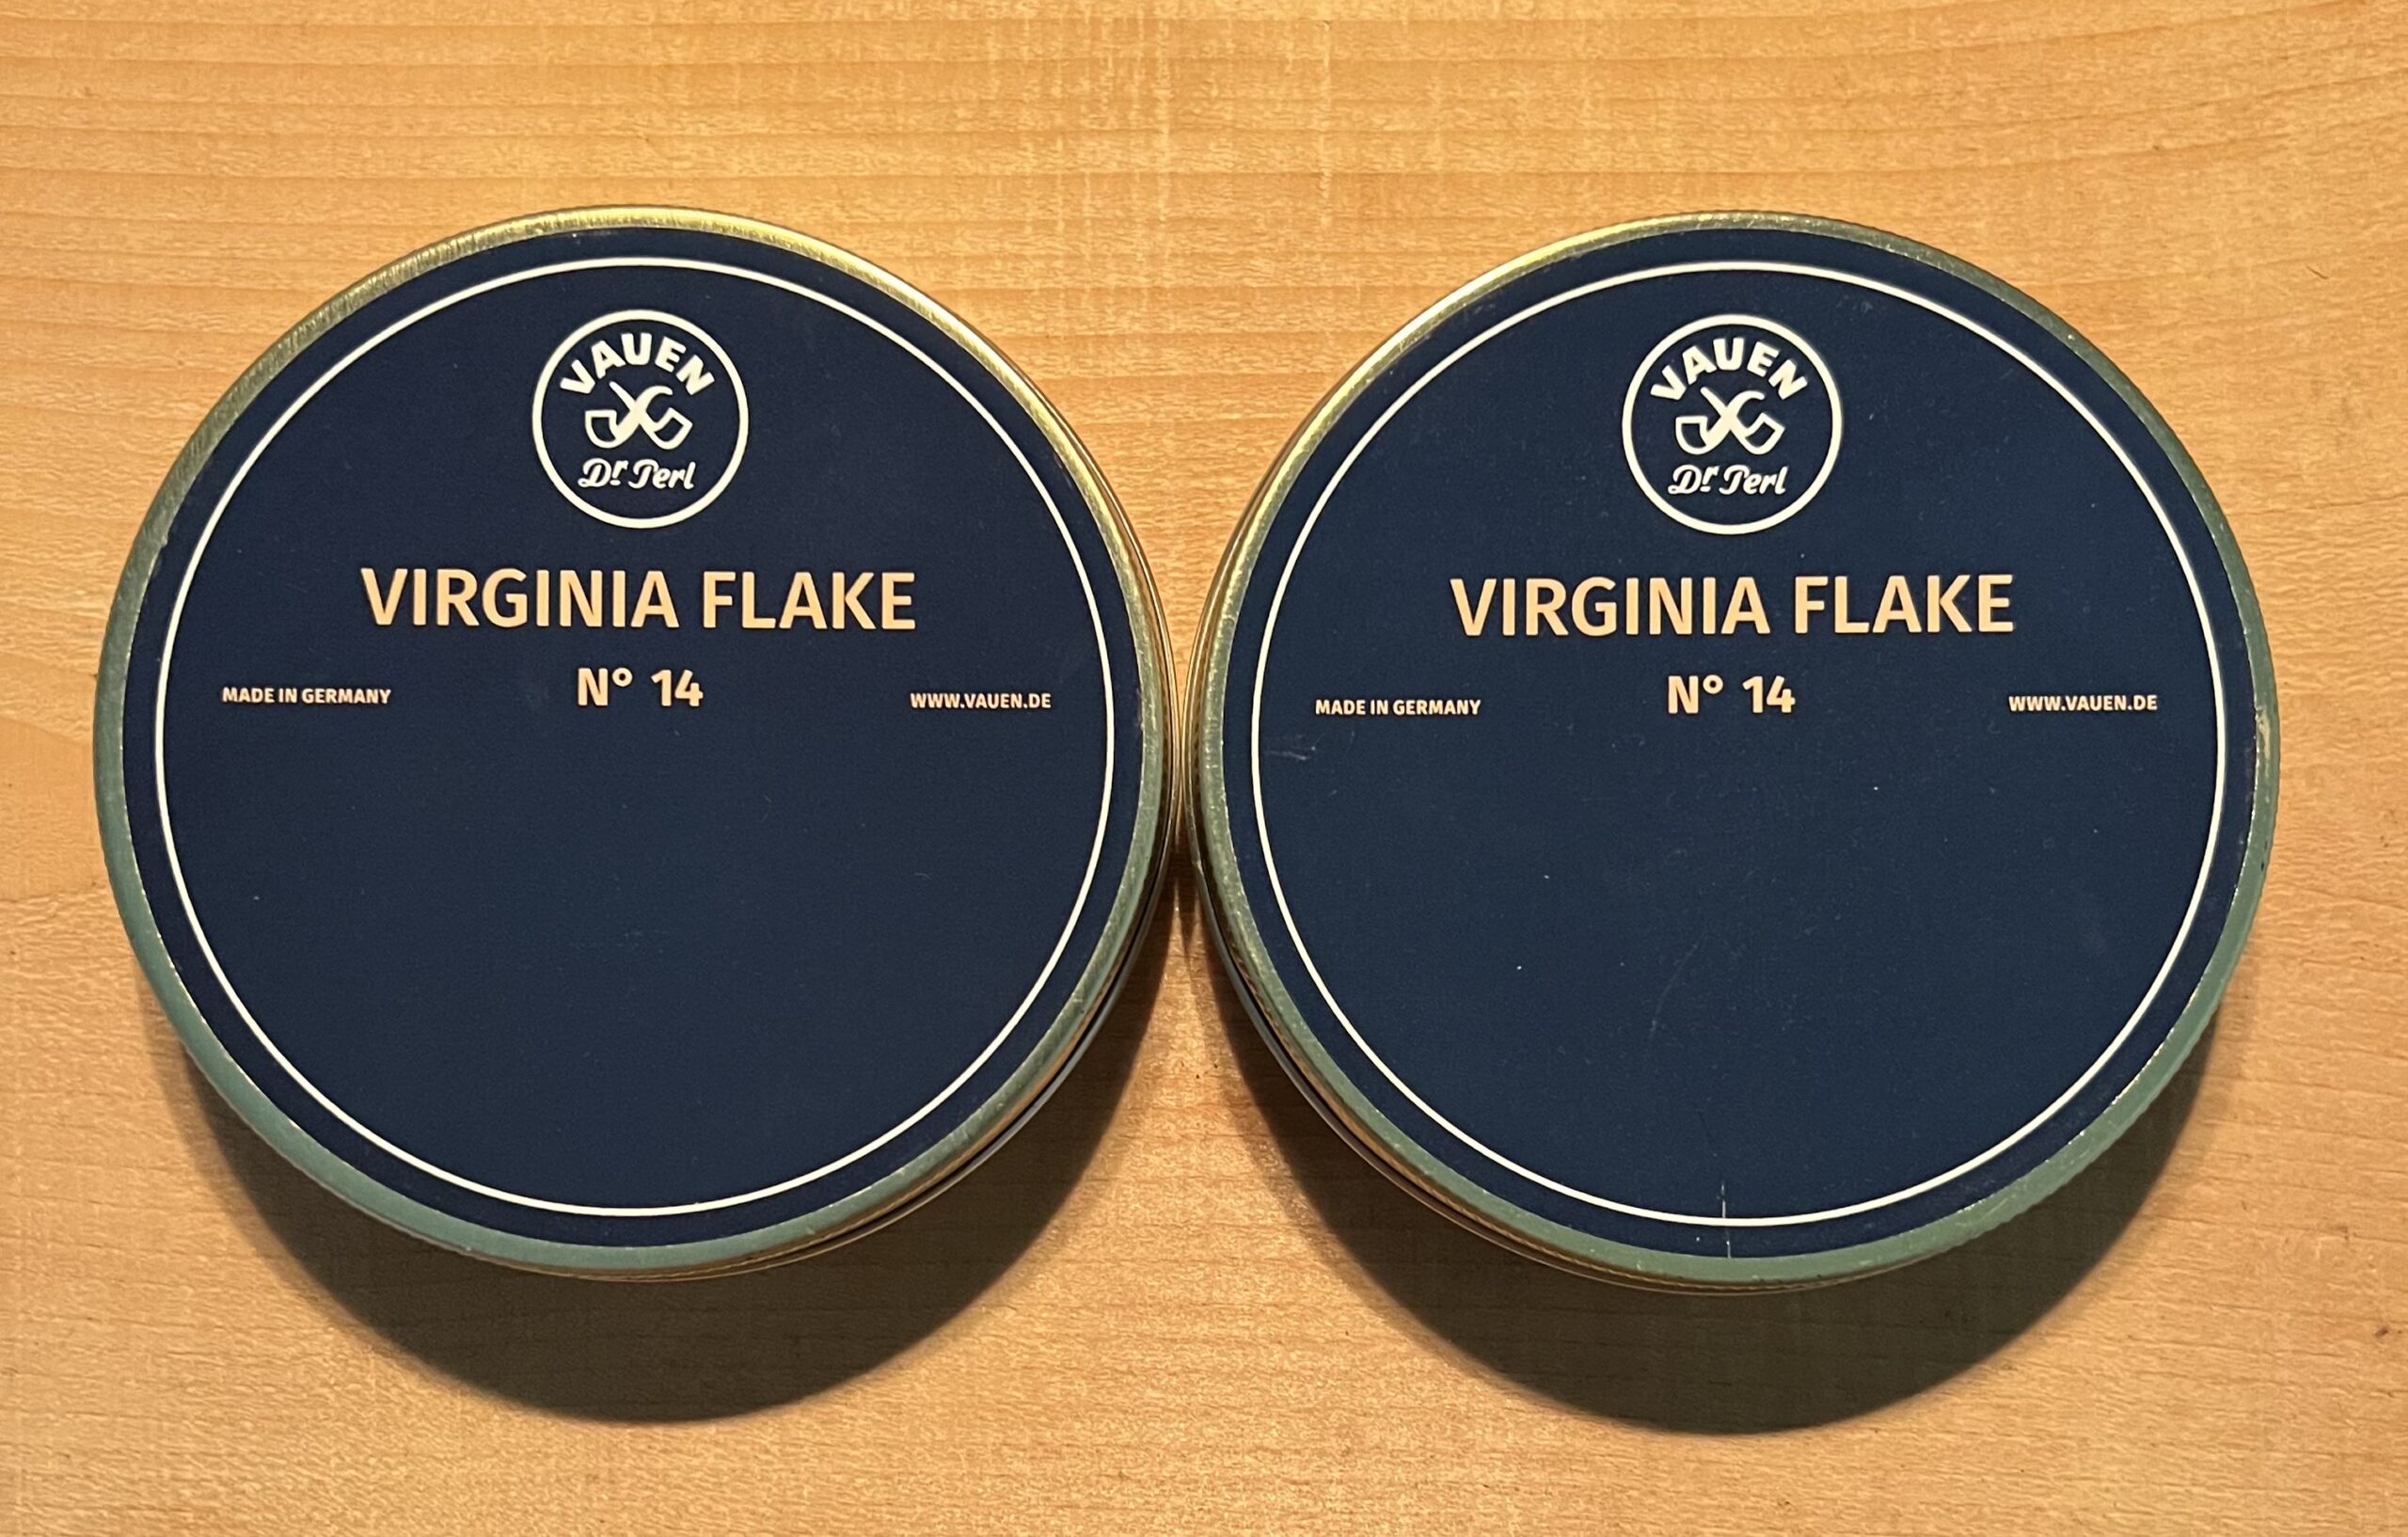 VAUEN
Dr Perl
VIRGINIA FLAKE
N° 14
MADE IN GERMANY
WWW.VAUEN.DE
VAUEN
Dr Perl
VIRGINIA FLAKE
N° 14
MADE IN GERMANY
WWW.VAUEN.DE